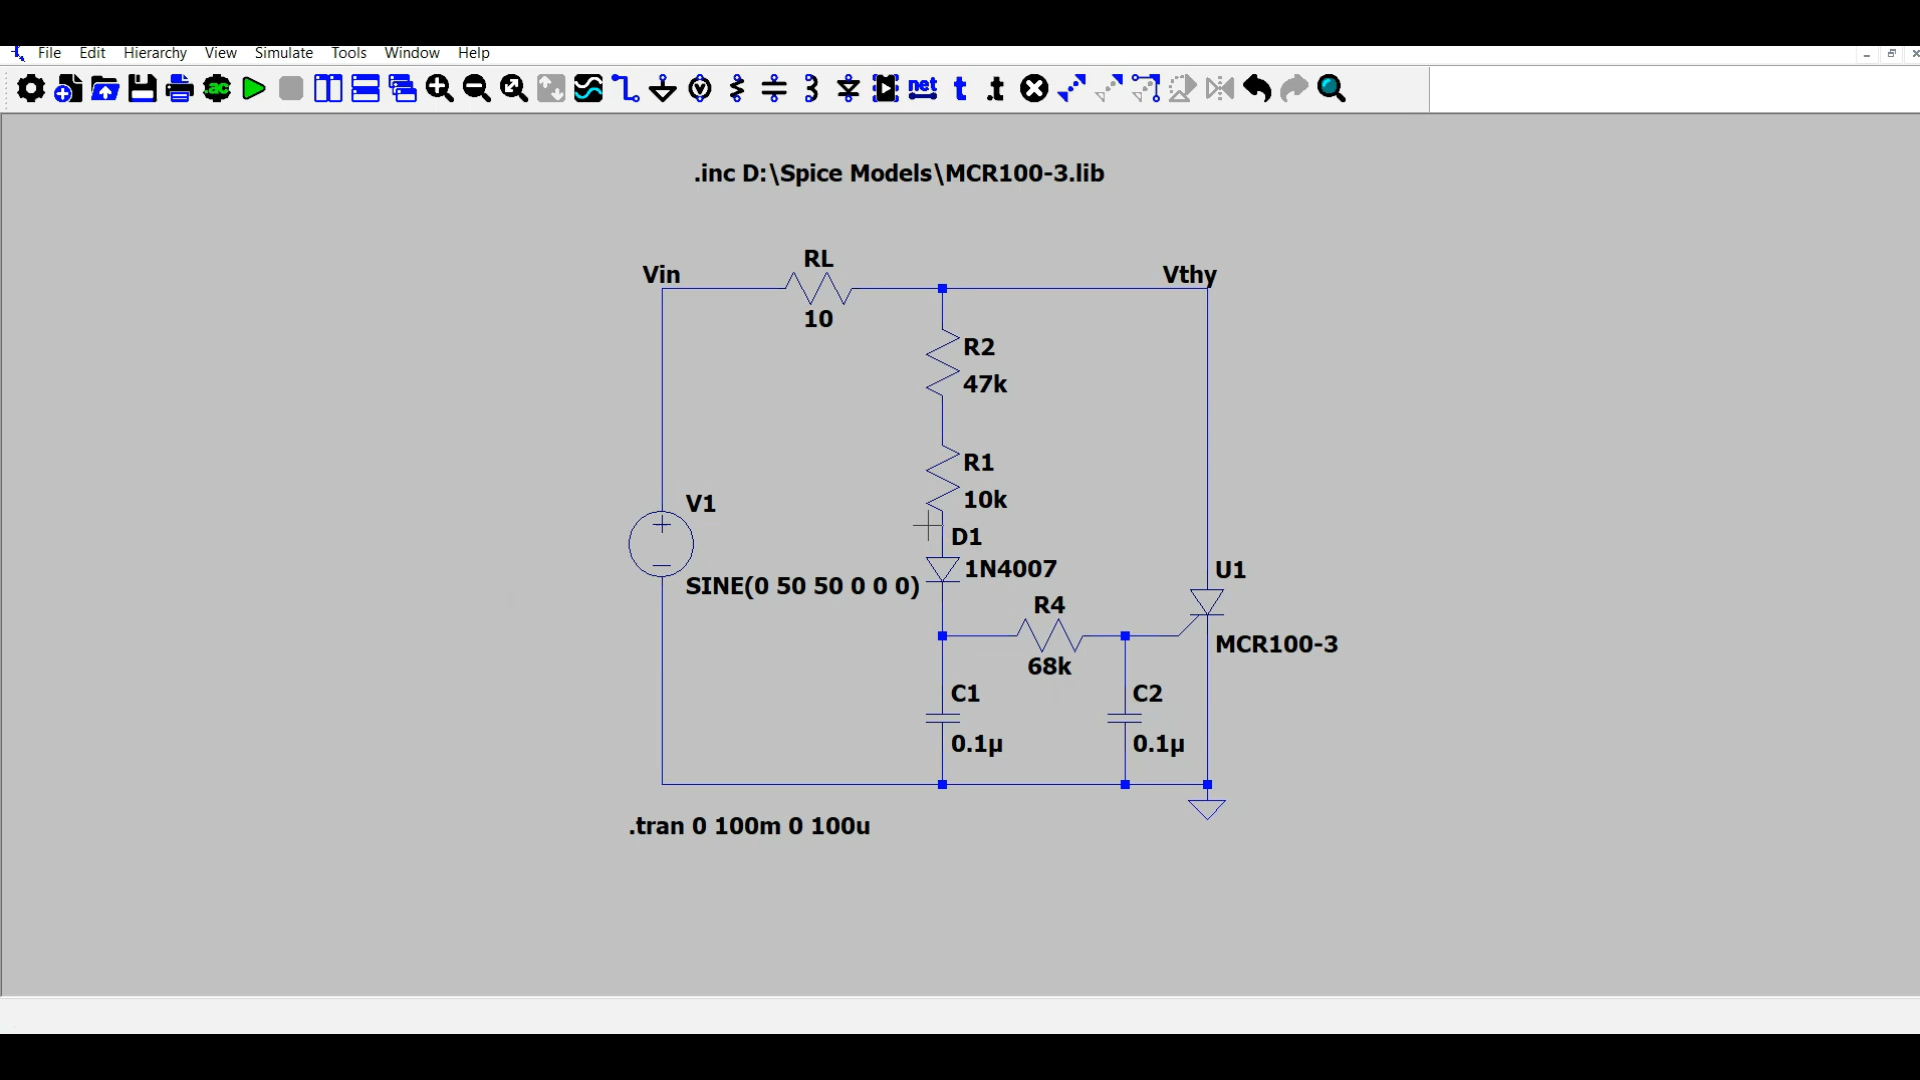 File Edit Hierarchy View Simulate Tools Window Help
.ac net t .t
.inc D:\Spice Models\MCR100-3.lib
Vin
RL
10
Vthy
R2
47k
R1
10k
V1
SINE(0 50 50 0 0 0)
D1
1N4007
R4
68k
U1
MCR100-3
C1
0.1µ
C2
0.1µ
.tran 0 100m 0 100u